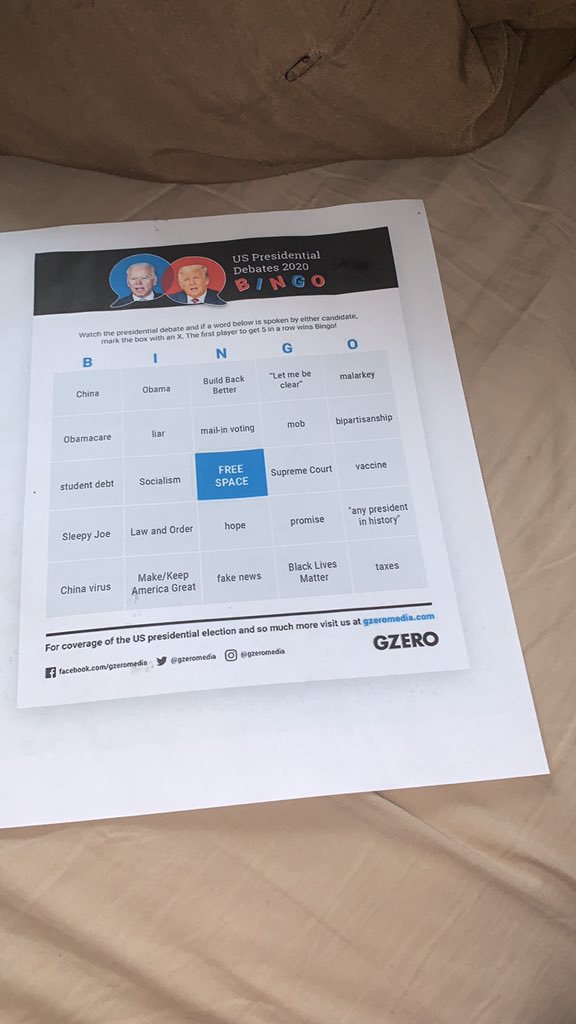 US Presidential
Debates 2020
BINGO
Watch the presidential debate and if a word below is spoken by either candidate,
mark the box with an X. The first player to get 5 in a row wins Bingo!
B I N G O
China
Obama
Build Back
Better
"Let me be
clear"
malarkey
Obamacare
liar
mail-in voting
mob
bipartisanship
student debt
Socialism
FREE
SPACE
Supreme Court
vaccine
Sleepy Joe
Law and Order
hope
promise
"any president
in history"
China virus
Make/Keep
America Great
fake news
Black Lives
Matter
taxes
For coverage of the US presidential election and so much more visit us at gzeromedia.com
facebook.com/gzeromedia @gzeromedia @gzeromedia
GZERO